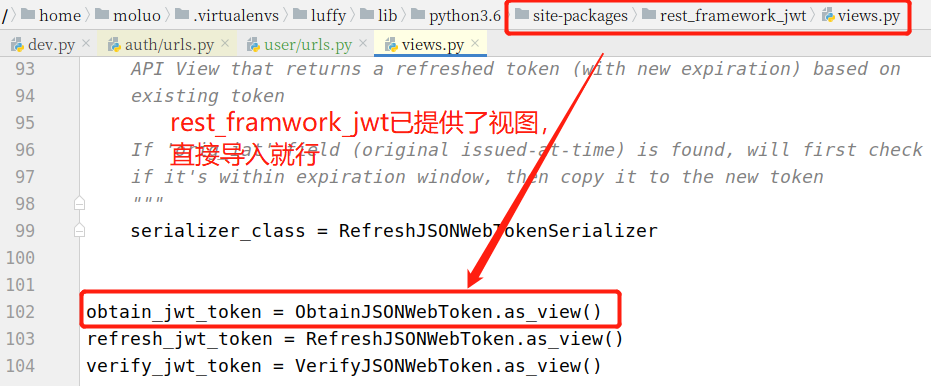 / home moluo .virtualenvs luffy lib python3.6 site-packages rest_framework_jwt views.py
dev.py auth/urls.py user/urls.py views.py
93 API View that returns a refreshed token (with new expiration) based on
94 existing token
95
rest_framwork_jwt已提供了视图，
直接导入就行
96 If 'orig_iat' field (original issued-at-time) is found, will first check
97 if it's within expiration window, then copy it to the new token
98 """
99 serializer_class = RefreshJSONWebTokenSerializer
100
101
102 obtain_jwt_token = ObtainJSONWebToken.as_view()
103 refresh_jwt_token = RefreshJSONWebToken.as_view()
104 verify_jwt_token = VerifyJSONWebToken.as_view()